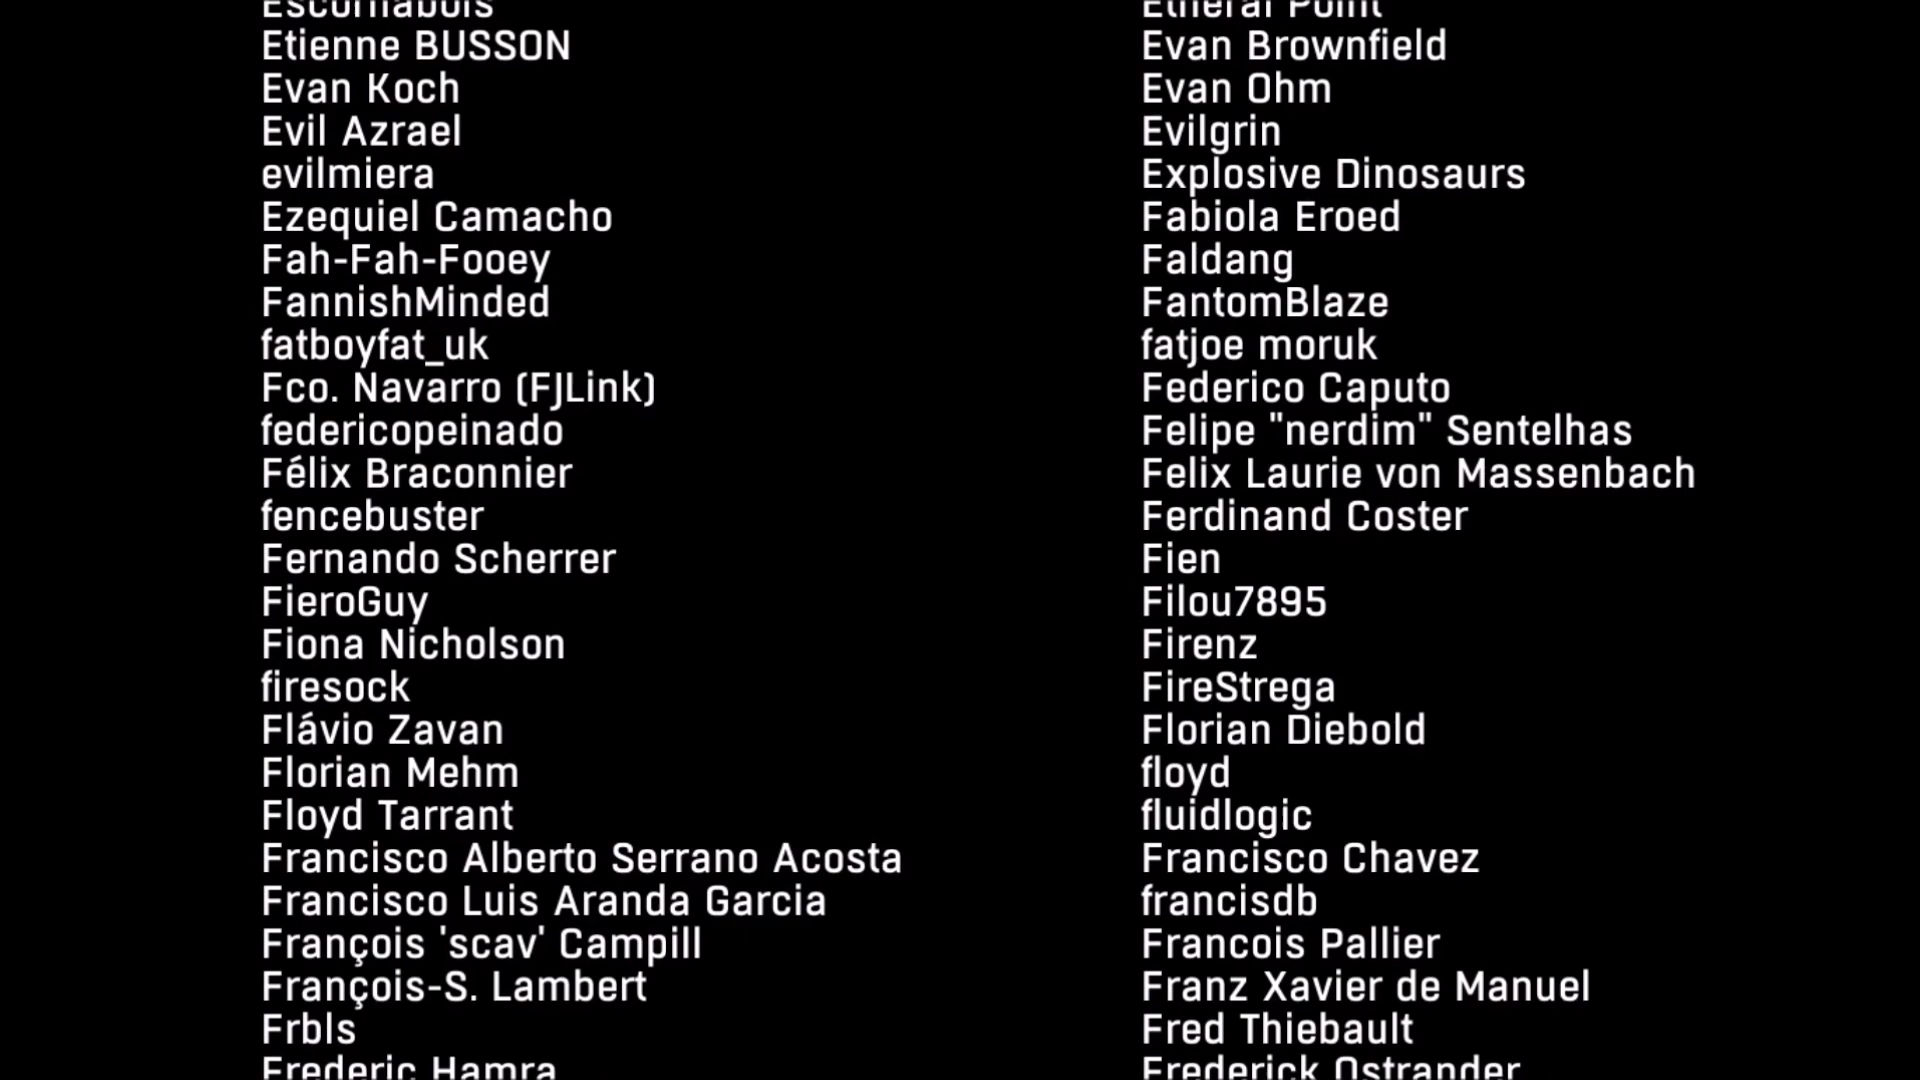 Etienne BUSSON
Evan Koch
Evil Azrael
evilmiera
Ezequiel Camacho
Fah-Fah-Fooey
FannishMinded
fatboyfat_uk
Fco. Navarro (FJLink)
federicopeinado
Félix Braconnier
fencebuster
Fernando Scherrer
FieroGuy
Fiona Nicholson
firesock
Flávio Zavan
Florian Mehm
Floyd Tarrant
Francisco Alberto Serrano Acosta
Francisco Luis Aranda Garcia
François 'scav' Campill
François-S. Lambert
Frbls
Frederic Hamra
Etheral Point
Evan Brownfield
Evan Ohm
Evilgrin
Explosive Dinosaurs
Fabiola Eroed
Faldang
FantomBlaze
fatjoe moruk
Federico Caputo
Felipe "nerdim" Sentelhas
Felix Laurie von Massenbach
Ferdinand Coster
Fien
Filou7895
Firenz
FireStrega
Florian Diebold
floyd
fluidlogic
Francisco Chavez
francisdb
Francois Pallier
Franz Xavier de Manuel
Fred Thiebault
Frederick Ostrander